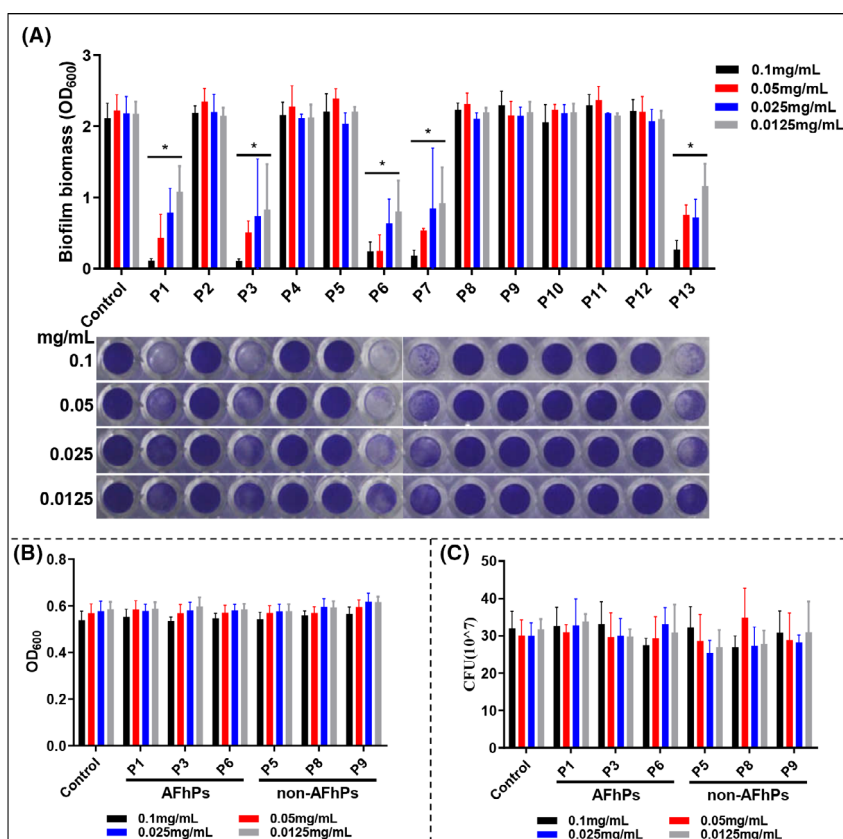 (A)
Biofilm biomass (OD600)
3
2
1
0
* * * * *
0.1mg/mL
0.05mg/mL
0.025mg/mL
0.0125mg/mL
Control P1 P2 P3 P4 P5 P6 P7 P8 P9 P10 P11 P12 P13
mg/mL
0.1
0.05
0.025
0.0125
(B)
OD600
0.8
0.6
0.4
0.2
0.0
Control P1 P3 P6 P5 P8 P9
AFhPs non-AFhPs
0.1mg/mL 0.05mg/mL
0.025mg/mL 0.0125mg/mL
(C)
CFU(10^7)
50
40
30
20
10
0
Control P1 P3 P6 P5 P8 P9
AFhPs non-AFhPs
0.1mg/mL 0.05mg/mL
0.025mg/mL 0.0125mg/mL